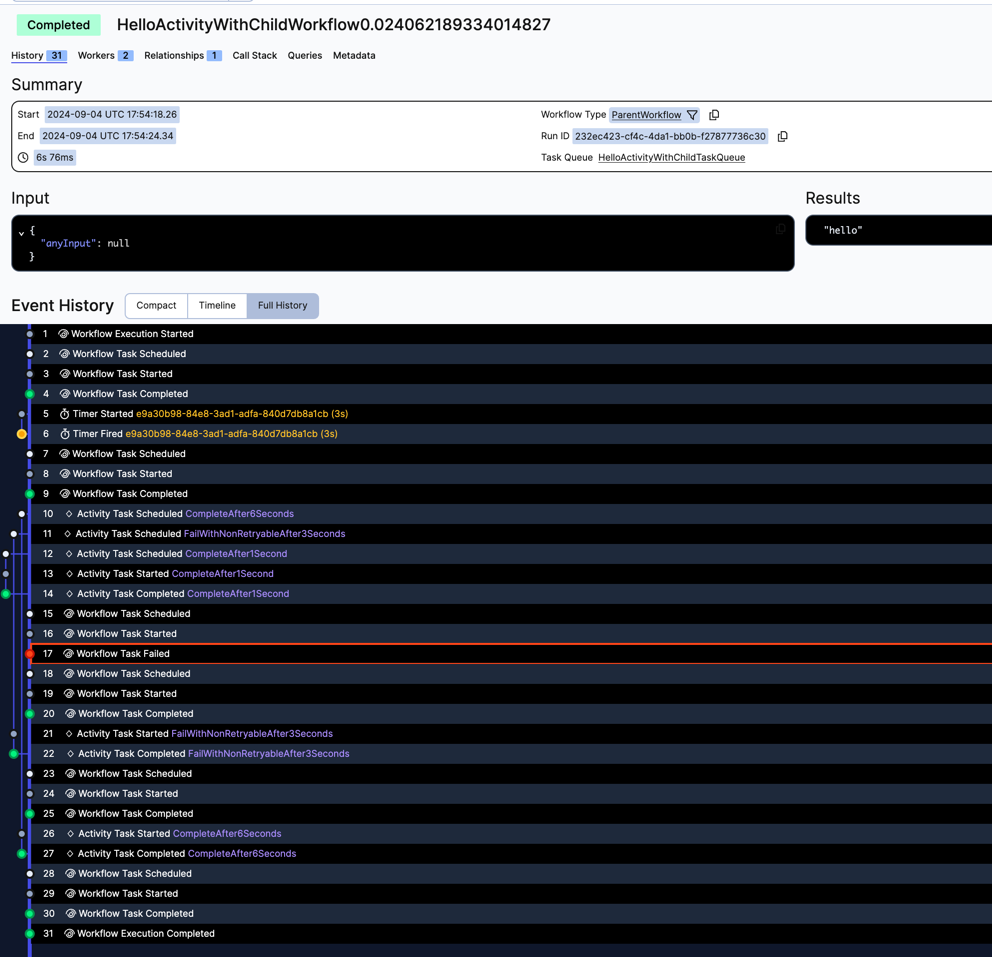 Completed HelloActivityWithChildWorkflow0.024062189334014827
History 31 Workers 2 Relationships 1 Call Stack Queries Metadata
Summary
Start 2024-09-04 UTC 17:54:18.26
End 2024-09-04 UTC 17:54:24.34
6s 76ms
Workflow Type ParentWorkflow
Run ID 232ec423-cf4c-4da1-bb0b-f27877736c30
Task Queue HelloActivityWithChildTaskQueue
Input
{
"anyInput": null
}
Results
"hello"
Event History Compact Timeline Full History
1 Workflow Execution Started
2 Workflow Task Scheduled
3 Workflow Task Started
4 Workflow Task Completed
5 Timer Started e9a30b98-84e8-3ad1-adfa-840d7db8a1cb (3s)
6 Timer Fired e9a30b98-84e8-3ad1-adfa-840d7db8a1cb (3s)
7 Workflow Task Scheduled
8 Workflow Task Started
9 Workflow Task Completed
10 Activity Task Scheduled CompleteAfter6Seconds
11 Activity Task Scheduled FailWithNonRetryableAfter3Seconds
12 Activity Task Scheduled CompleteAfter1Second
13 Activity Task Started CompleteAfter1Second
14 Activity Task Completed CompleteAfter1Second
15 Workflow Task Scheduled
16 Workflow Task Started
17 Workflow Task Failed
18 Workflow Task Scheduled
19 Workflow Task Started
20 Workflow Task Completed
21 Activity Task Started FailWithNonRetryableAfter3Seconds
22 Activity Task Completed FailWithNonRetryableAfter3Seconds
23 Workflow Task Scheduled
24 Workflow Task Started
25 Workflow Task Completed
26 Activity Task Started CompleteAfter6Seconds
27 Activity Task Completed CompleteAfter6Seconds
28 Workflow Task Scheduled
29 Workflow Task Started
30 Workflow Task Completed
31 Workflow Execution Completed